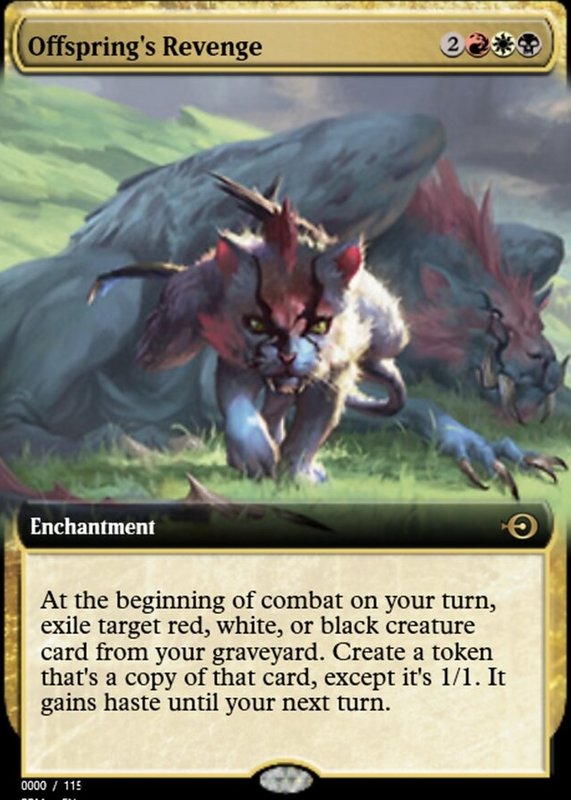 Offspring's Revenge 2
Enchantment
At the beginning of combat on your turn,
exile target red, white, or black creature
card from your graveyard. Create a token
that's a copy of that card, except it's 1/1. It
gains haste until your next turn.
0000 / 115